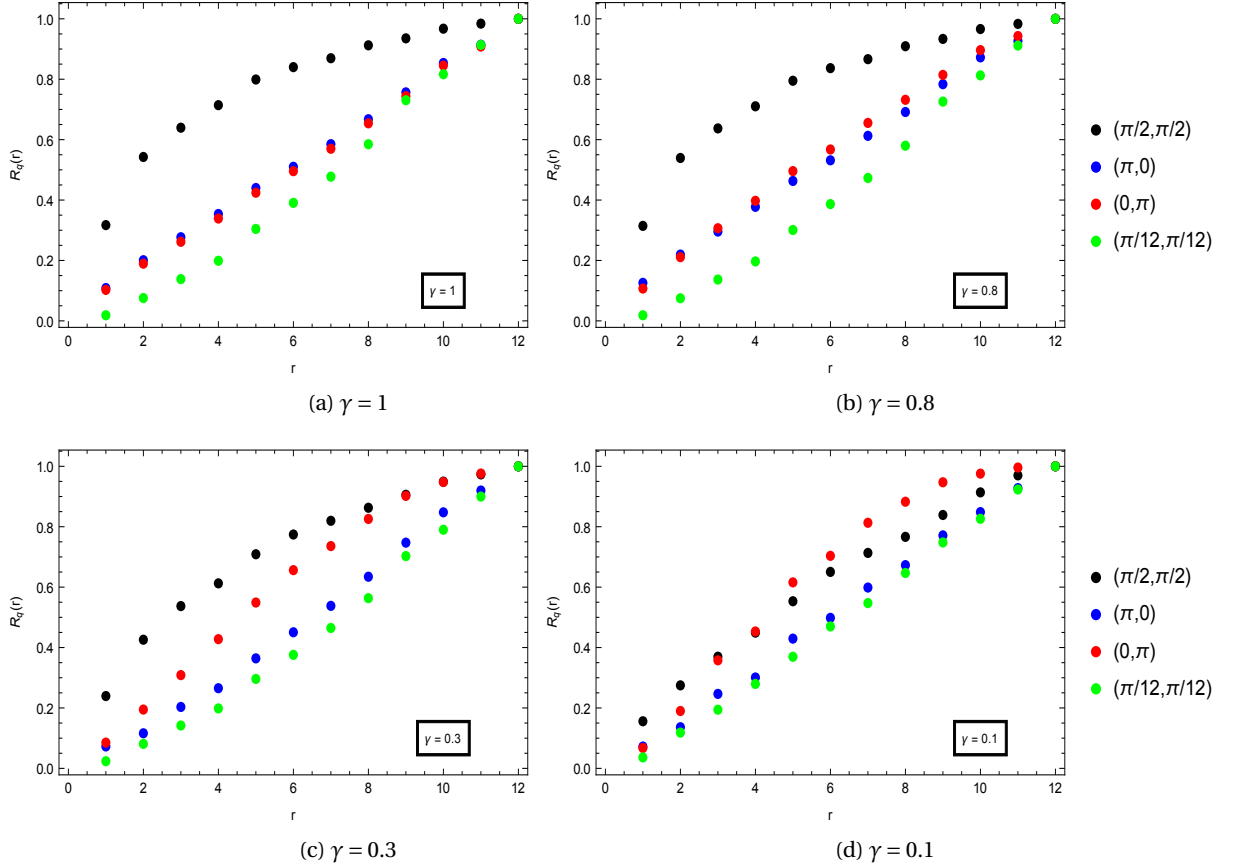 1.0
0.8
0.6
0.4
0.2
0.0
R_q(r)
0 2 4 6 8 10 12
r
γ = 1
(a) γ = 1
1.0
0.8
0.6
0.4
0.2
0.0
R_q(r)
0 2 4 6 8 10 12
r
γ = 0.8
(b) γ = 0.8
(π/2,π/2)
(π,0)
(0,π)
(π/12,π/12)
1.0
0.8
0.6
0.4
0.2
0.0
R_q(r)
0 2 4 6 8 10 12
r
γ = 0.3
(c) γ = 0.3
1.0
0.8
0.6
0.4
0.2
0.0
R_q(r)
0 2 4 6 8 10 12
r
γ = 0.1
(d) γ = 0.1
(π/2,π/2)
(π,0)
(0,π)
(π/12,π/12)